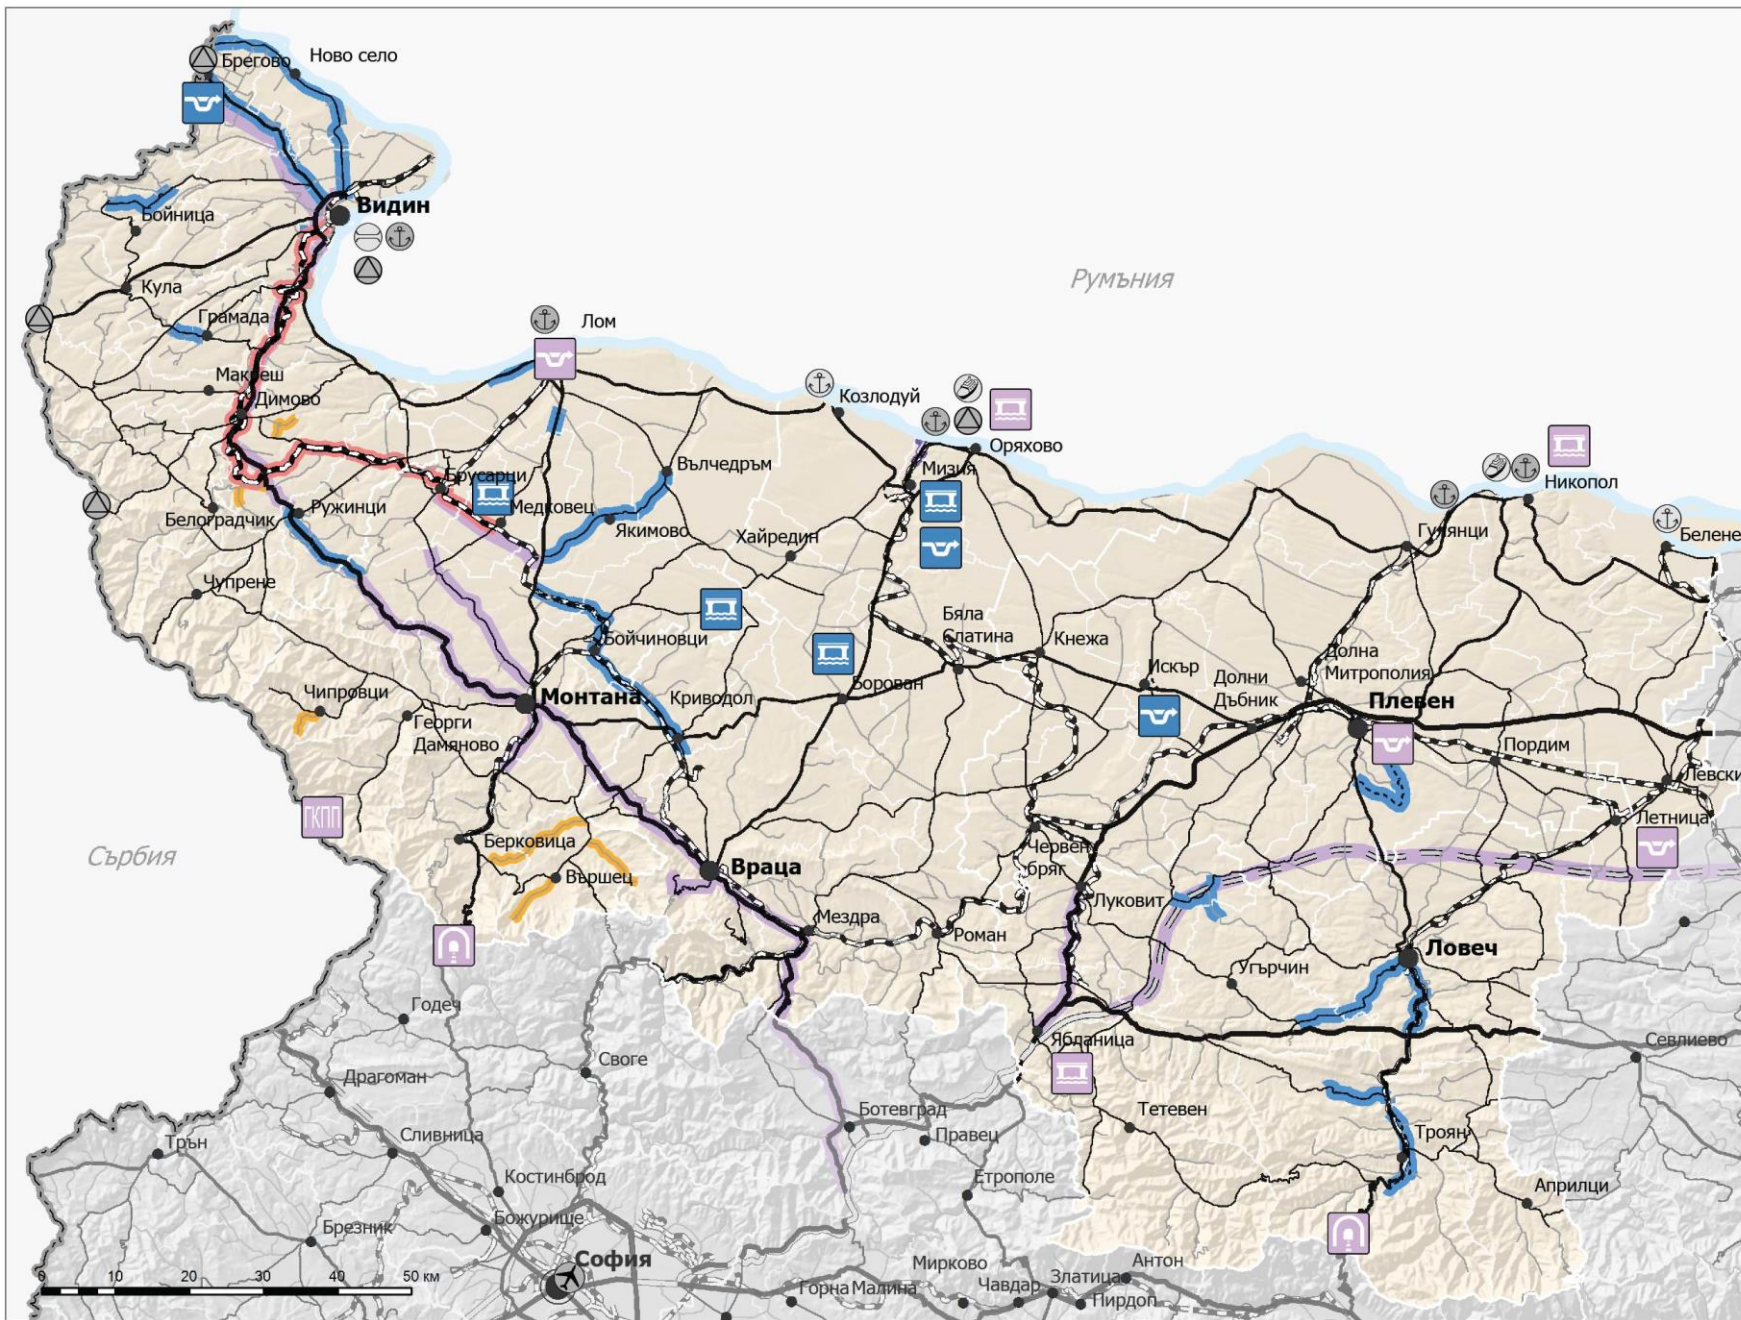 Ново село
Брегово
Видин
Бойница
Румъния
Кула
Грамада
Лом
Макреш
Димово
Козлодуй
Оряхово
Вълчедръм
Мизия
Брусарци
Никопол
Медковец
Белоградчик
Ружинци
Якимово
Хайредин
Гулянци
Белене
Чупрене
Бяла
Слатина
Кнежа
Бойчиновци
Искър
Долна
Митрополия
Долни
Дъбник
Чипровци
Монтана
Криводол
Борован
Плевен
Георги
Дамяново
Пордим
Левски
ГКПП
Летница
Сърбия
Берковица
Враца
Червен
бряг
Вършец
Луковит
Мездра
Роман
Ловеч
Угърчин
Годеч
Ябланица
Своге
Севлиево
Драгоман
Ботевград
Тетевен
Правец
Троян
Сливница
Трън
Костинброд
Етрополе
Априлци
Божурище
Брезник
София
Мирково
Антон
Златица
Чавдар
Горна Малина
Пирдоп
0 10 20 30 40 50 км